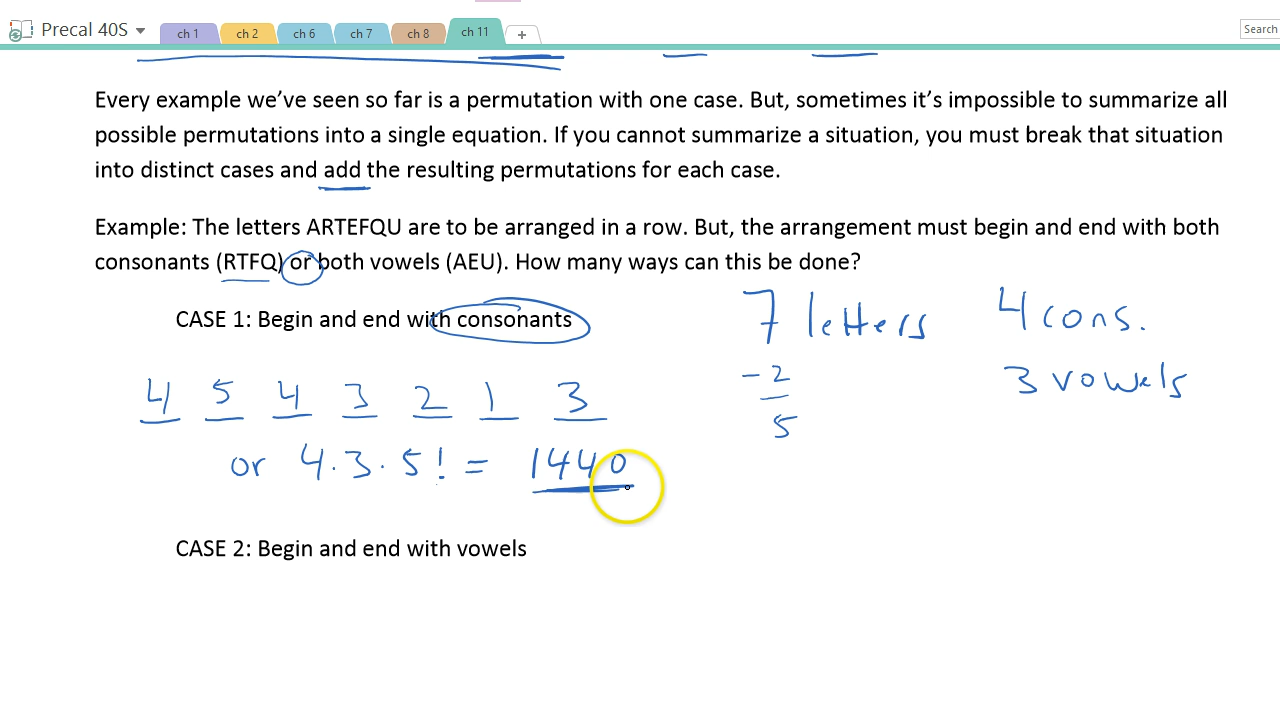 Precal 40S ch 1 ch 2 ch 6 ch 7 ch 8 ch 11 + Search
Every example we've seen so far is a permutation with one case. But, sometimes it's impossible to summarize all
possible permutations into a single equation. If you cannot summarize a situation, you must break that situation
into distinct cases and add the resulting permutations for each case.
Example: The letters ARTEFQU are to be arranged in a row. But, the arrangement must begin and end with both
consonants (RTFQ) or both vowels (AEU). How many ways can this be done?
CASE 1: Begin and end with consonants
7 letters
4 cons.
4 5 4 3 2 1 3
-2
3 vowels
5
or 4·3·5! = 1440
CASE 2: Begin and end with vowels